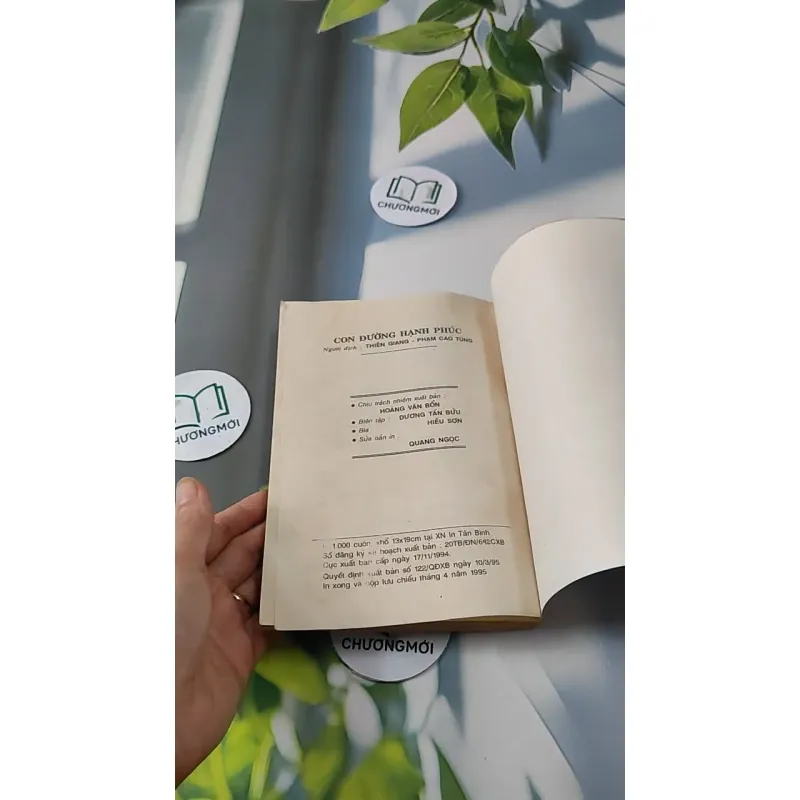 CHƯƠNGMỚI
CON ĐƯỜNG HẠNH PHÚC
Người dịch : THIÊN GIANG - PHẠM CAO TÙNG
• Chịu trách nhiệm xuất bản :
HOÀNG VĂN BỔN
• Biên tập : DƯƠNG TẤN BỬU
• Bìa HIẾU SƠN
• Sửa bản in :
QUANG NGỌC
1.000 cuốn, khổ 13x19cm tại XN In Tân Bình
Số đăng ký kế hoạch xuất bản : 20TB/ĐN/642CXB
Cục xuất bản cấp ngày 17/11/1994.
Quyết định xuất bản số 122/QĐXB ngày 10/3/95
In xong và nộp lưu chiểu tháng 4 năm 1995
HƯƠNGMỚI
CHƯƠNGMỚI